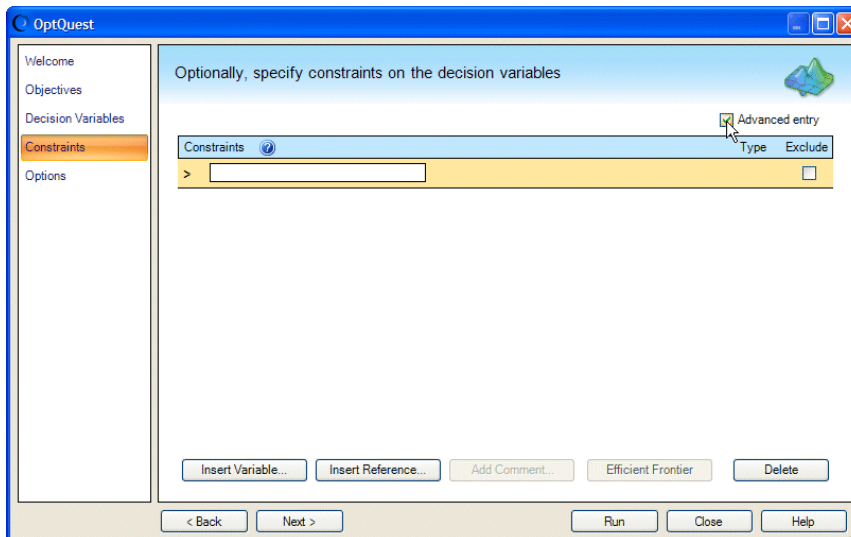 OptQuest
Welcome
Objectives
Decision Variables
Constraints
Options
Optionally, specify constraints on the decision variables
Advanced entry
Constraints ? Type Exclude
>
Insert Variable... Insert Reference... Add Comment... Efficient Frontier Delete
< Back Next > Run Close Help